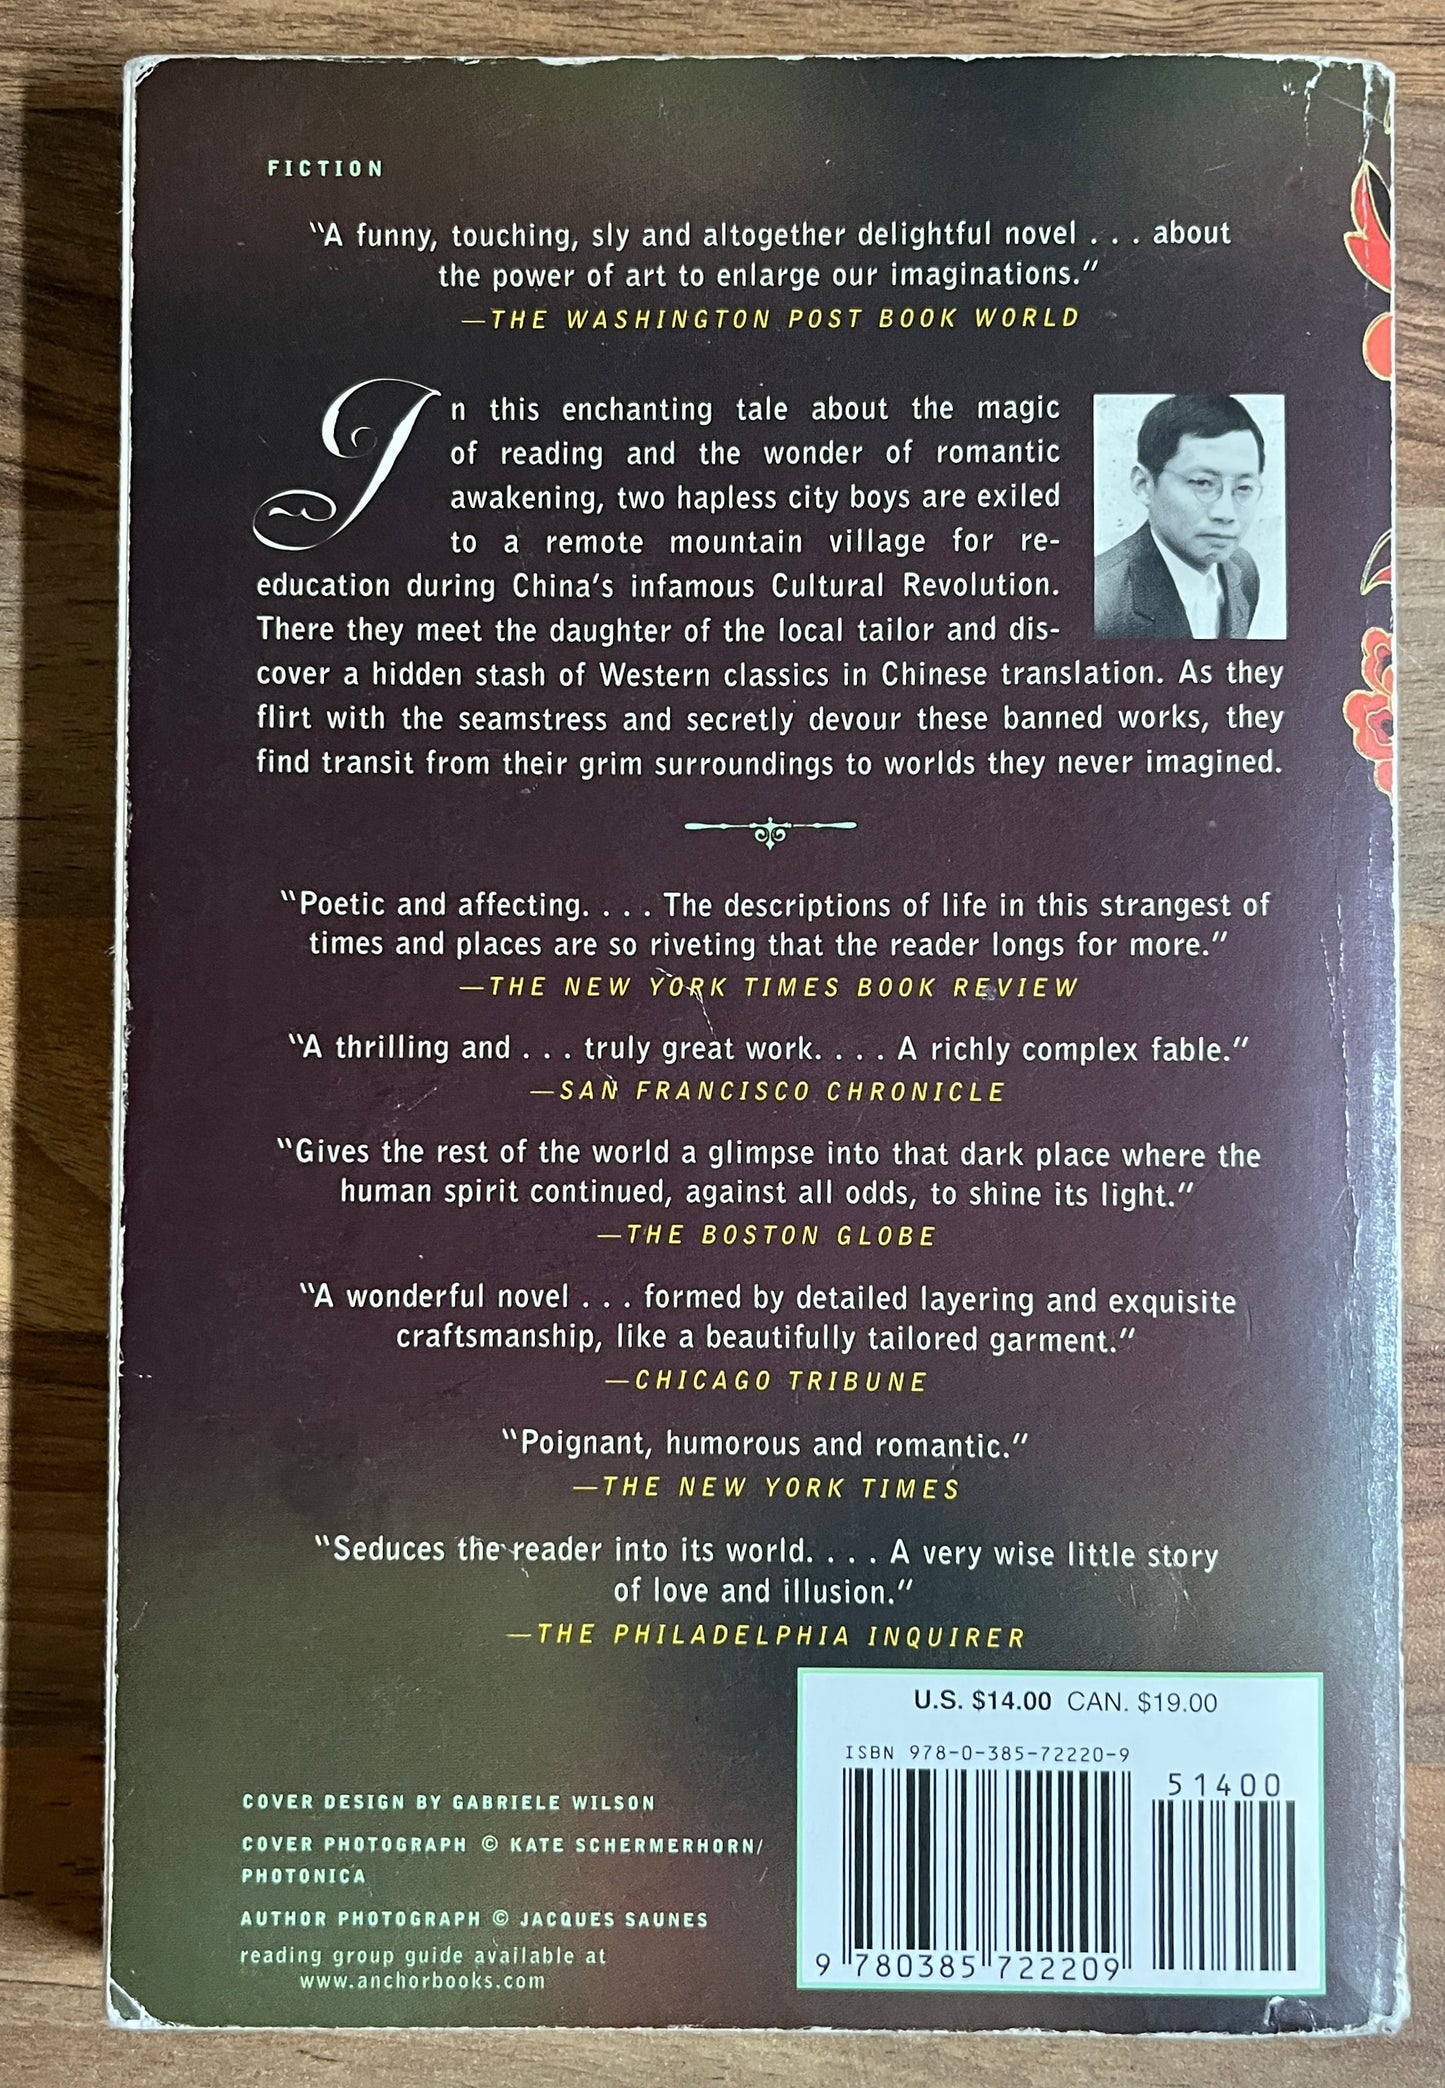 FICTION
“A funny, touching, sly and altogether delightful novel . . . about
the power of art to enlarge our imaginations.”
—THE WASHINGTON POST BOOK WORLD
In this enchanting tale about the magic
of reading and the wonder of romantic
awakening, two hapless city boys are exiled
to a remote mountain village for re-
education during China’s infamous Cultural Revolution.
There they meet the daughter of the local tailor and dis-
cover a hidden stash of Western classics in Chinese translation. As they
flirt with the seamstress and secretly devour these banned works, they
find transit from their grim surroundings to worlds they never imagined.
“Poetic and affecting. . . . The descriptions of life in this strangest of
times and places are so riveting that the reader longs for more.”
—THE NEW YORK TIMES BOOK REVIEW
“A thrilling and . . . truly great work. . . . A richly complex fable.”
—SAN FRANCISCO CHRONICLE
“Gives the rest of the world a glimpse into that dark place where the
human spirit continued, against all odds, to shine its light.”
—THE BOSTON GLOBE
“A wonderful novel . . . formed by detailed layering and exquisite
craftsmanship, like a beautifully tailored garment.”
—CHICAGO TRIBUNE
“Poignant, humorous and romantic.”
—THE NEW YORK TIMES
“Seduces the reader into its world. . . . A very wise little story
of love and illusion.”
—THE PHILADELPHIA INQUIRER
U.S. $14.00 CAN. $19.00
ISBN 978-0-385-72220-9
51400
9 780385 722209
COVER DESIGN BY GABRIELE WILSON
COVER PHOTOGRAPH © KATE SCHERMERHORN/
PHOTONICA
AUTHOR PHOTOGRAPH © JACQUES SAUNES
reading group guide available at
www.anchorbooks.com